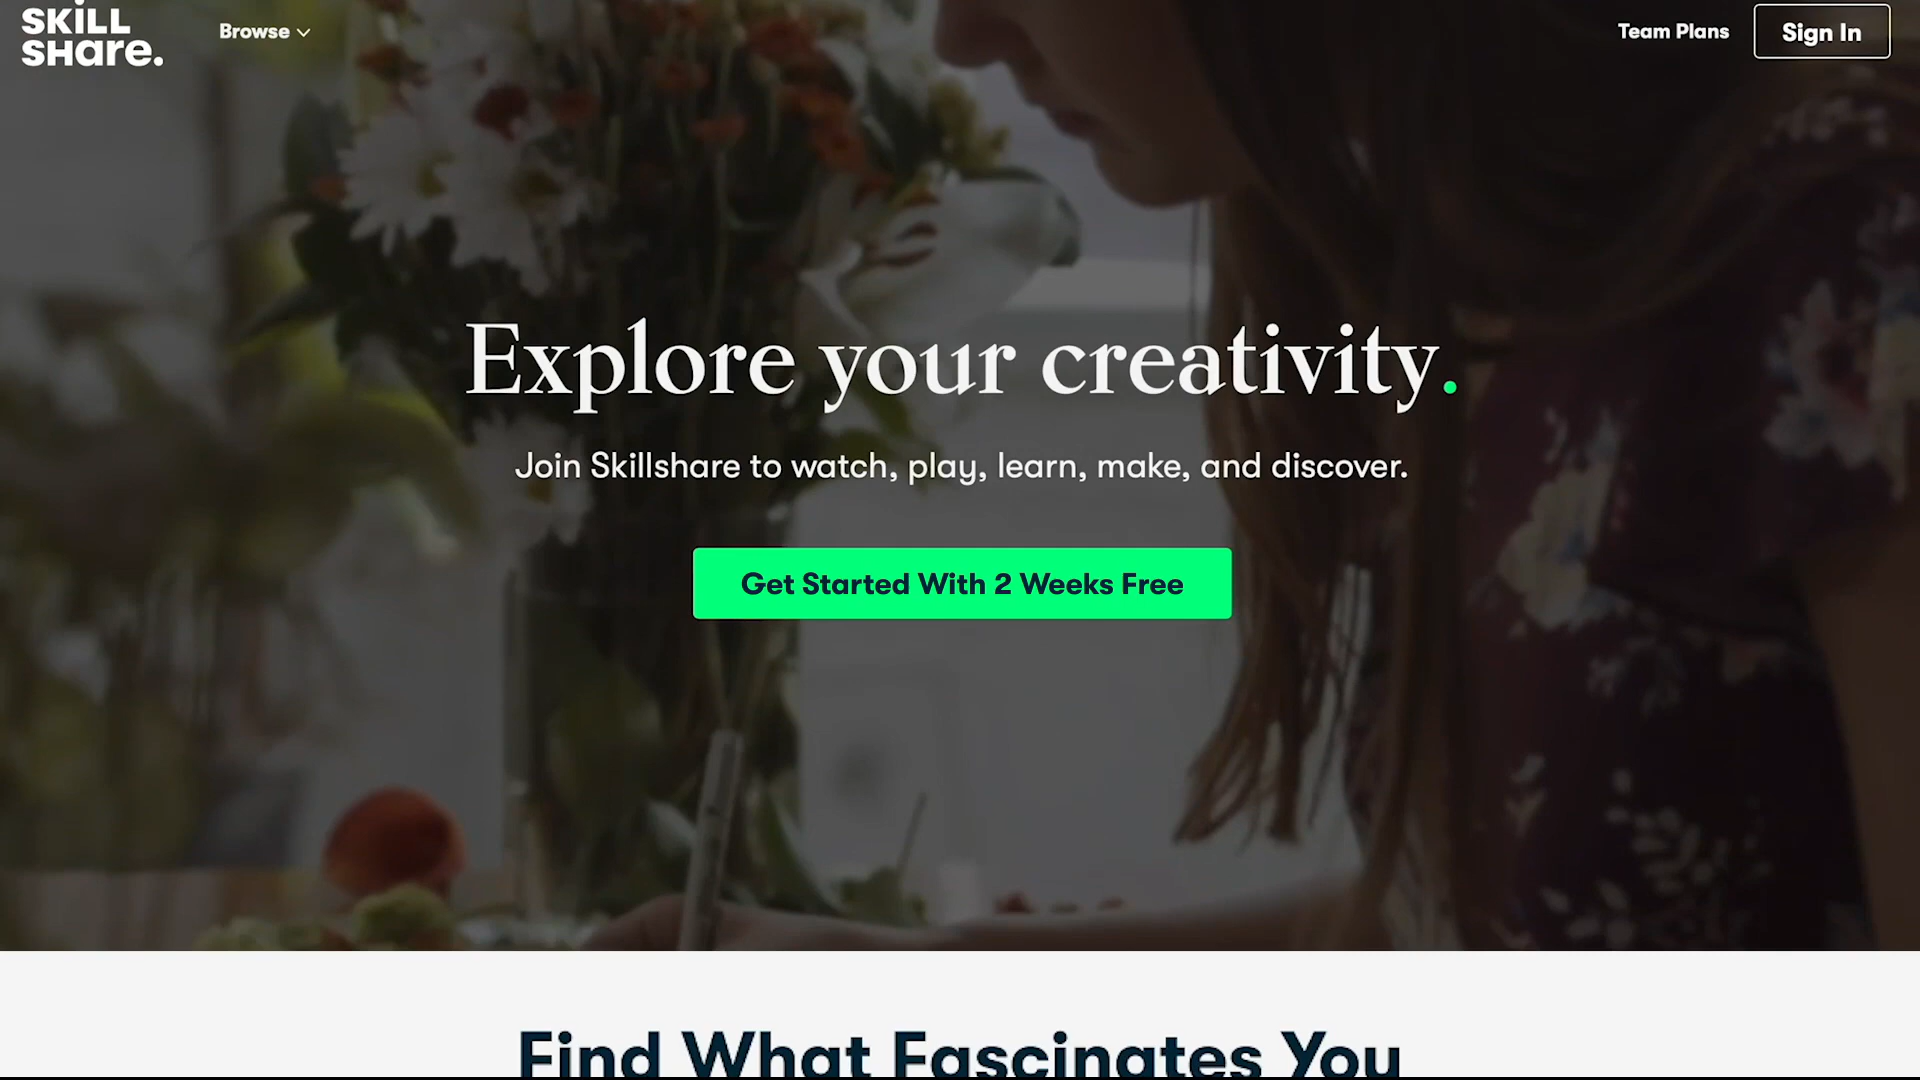 SKILL
SHare.
Browse
Team Plans
Sign In
Explore your creativity.
Join Skillshare to watch, play, learn, make, and discover.
Get Started With 2 Weeks Free
Find What Fascinates You